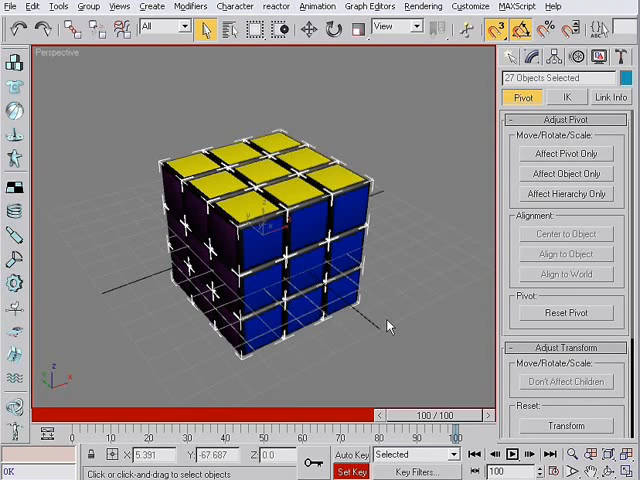 File Edit Tools Group Views Create Modifiers Character reactor Animation Graph Editors Rendering Customize MAXScript Help
All View 3
Perspective
27 Objects Selected
Pivot IK Link Info
- Adjust Pivot
Move/Rotate/Scale:
Affect Pivot Only
Affect Object Only
Affect Hierarchy Only
Alignment:
Center to Object
Align to Object
Align to World
Pivot:
Reset Pivot
- Adjust Transform
Move/Rotate/Scale:
Don't Affect Children
Reset:
Transform
z
y x
z
x
< 100 / 100 >
0 10 20 30 40 50 60 70 80 90 100
X: 5.391 Y: -67.687 Z: 0.0 Auto Key Selected
OK Click or click-and-drag to select objects Set Key Key Filters... 100